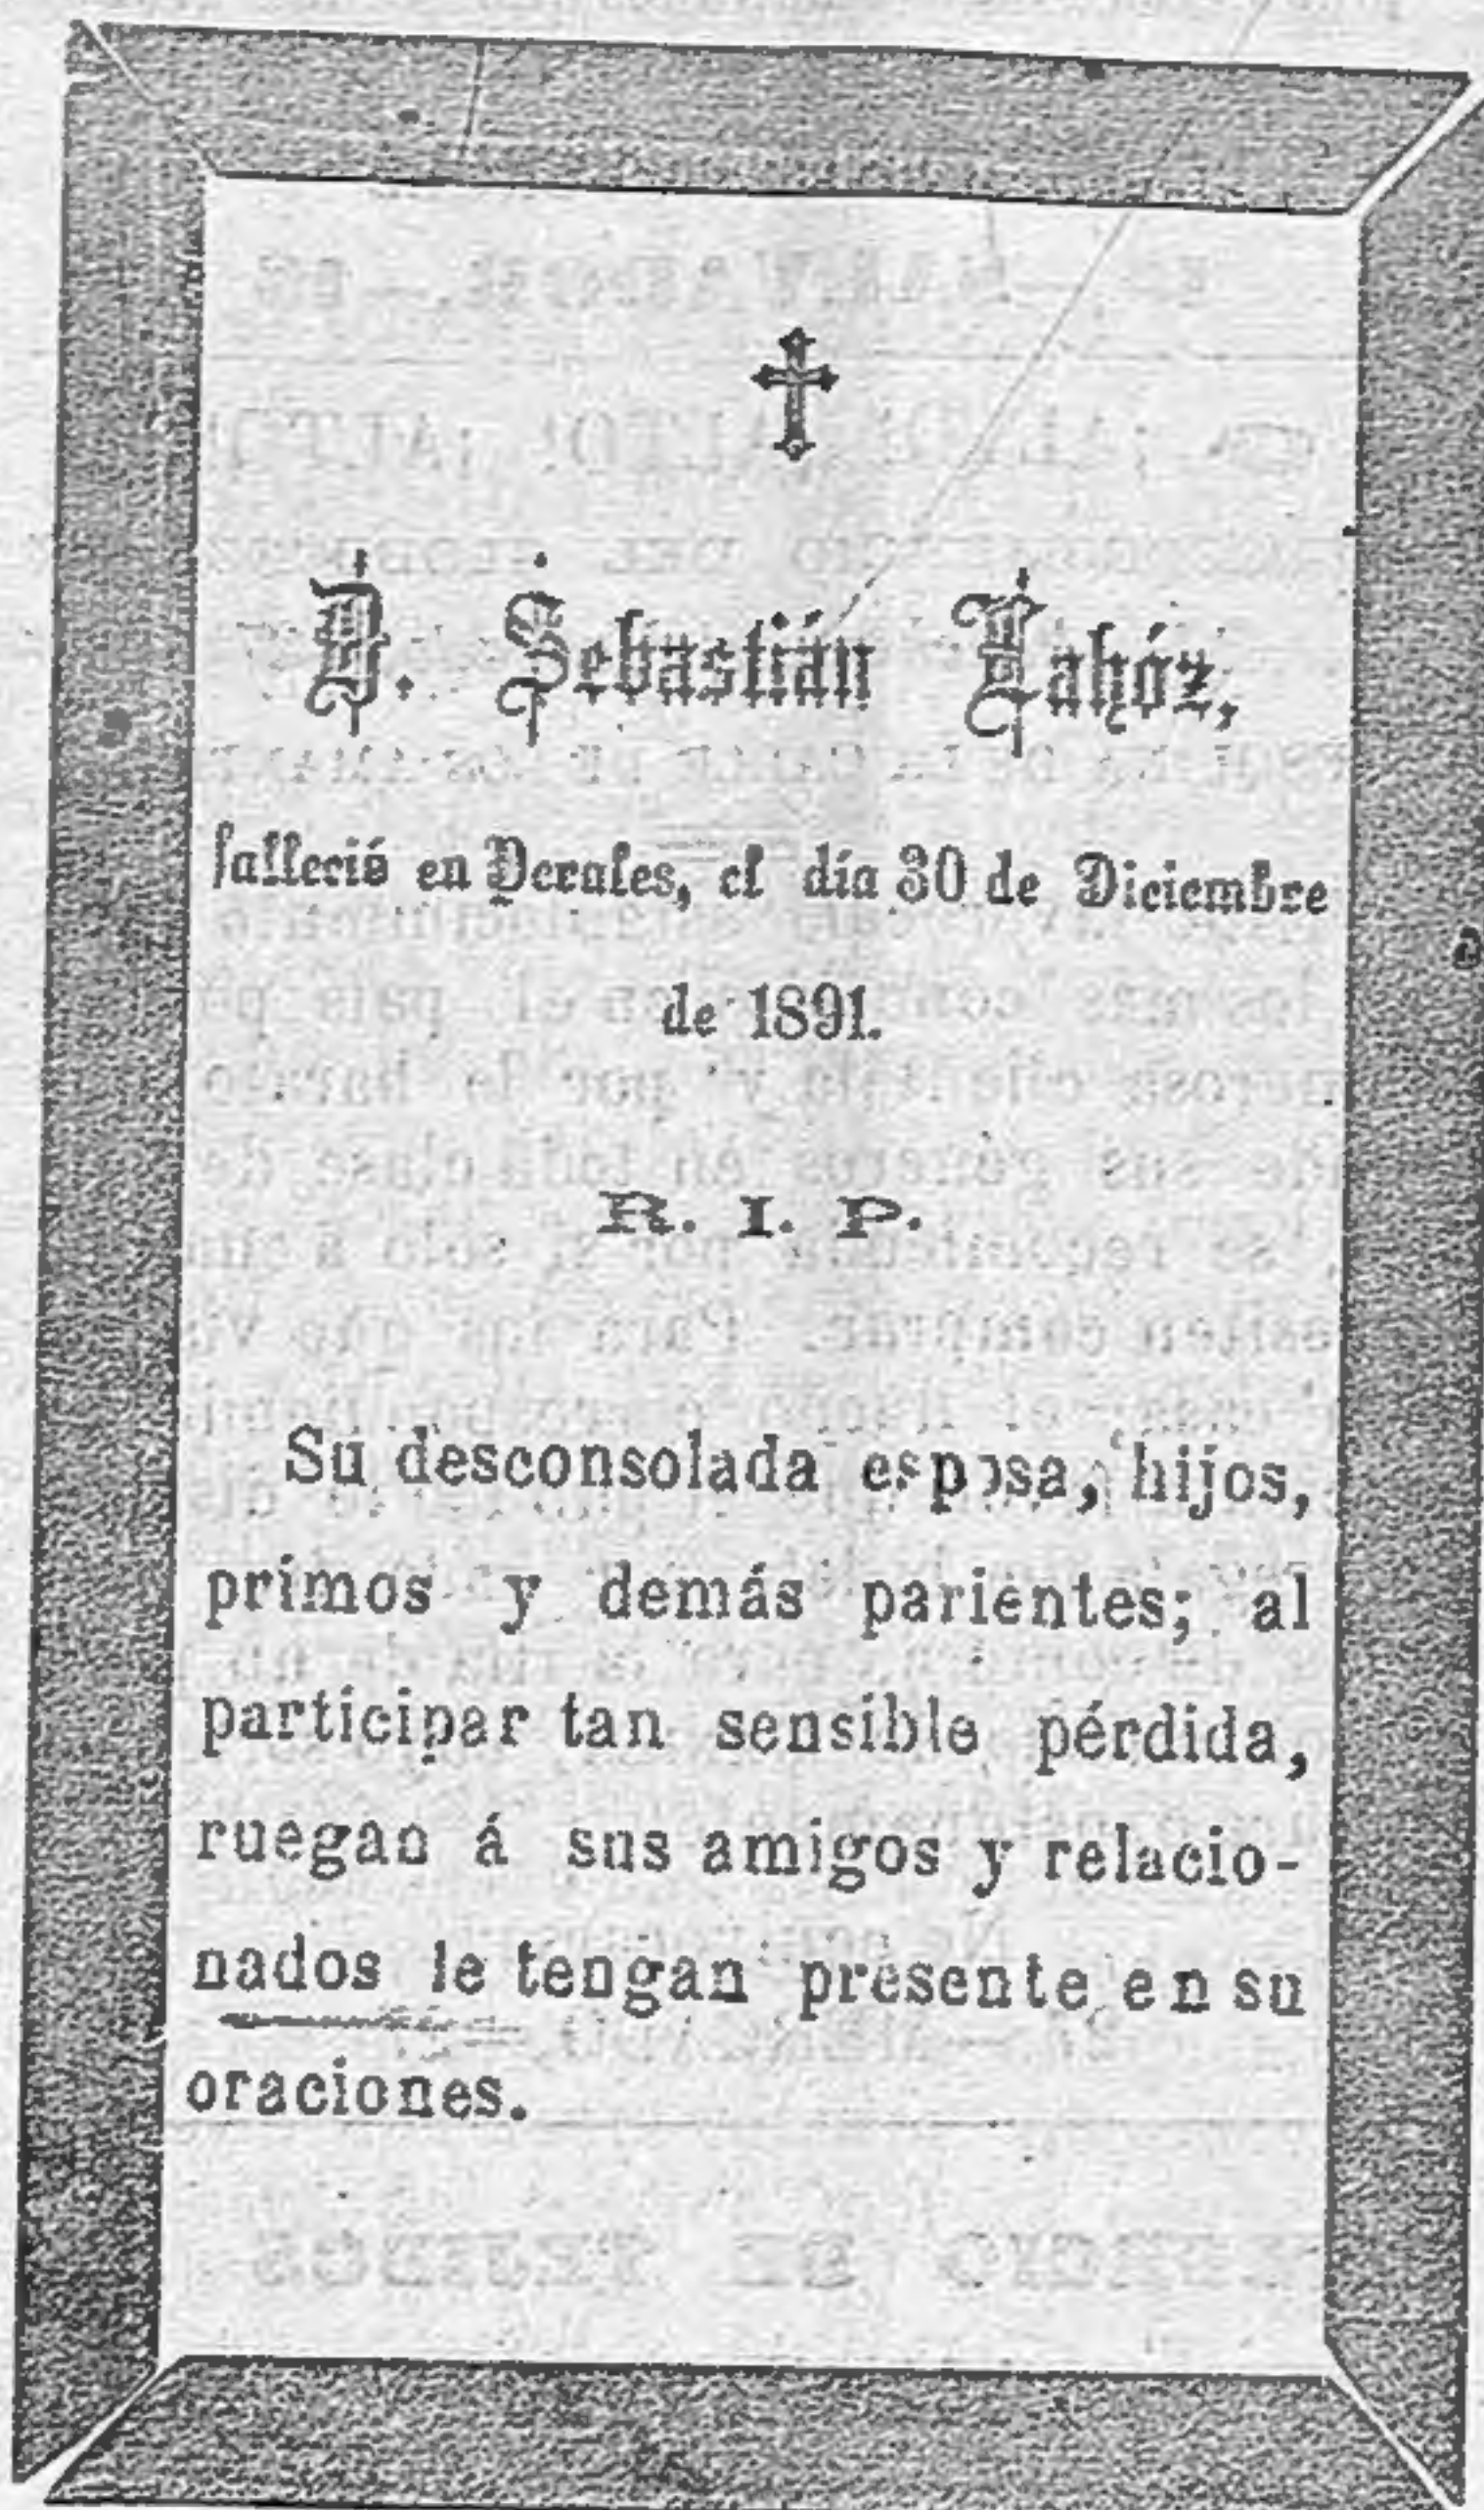 D. Sebastián Lahóz,
falleció en Perales, el día 30 de Diciembre
de 1891.
R. I. P.
Su desconsolada esposa, hijos,
primos y demás parientes; al
participar tan sensible pérdida,
ruegan á sus amigos y relacio-
nados le tengan presente en su
oraciones.